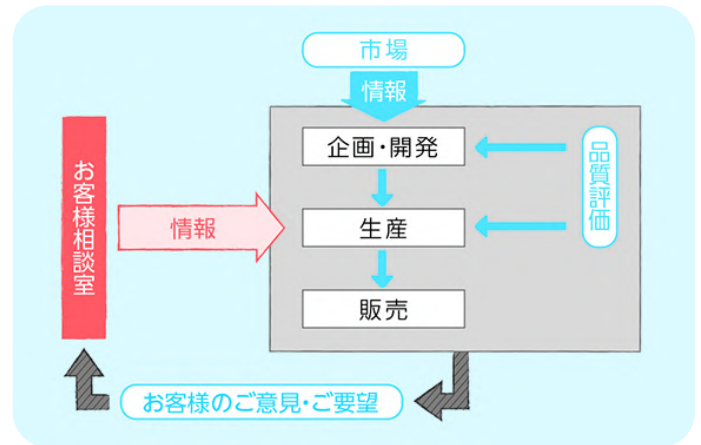 市場
情報
企画・開発
品質評価
お客様相談室
情報
生産
販売
お客様のご意見・ご要望